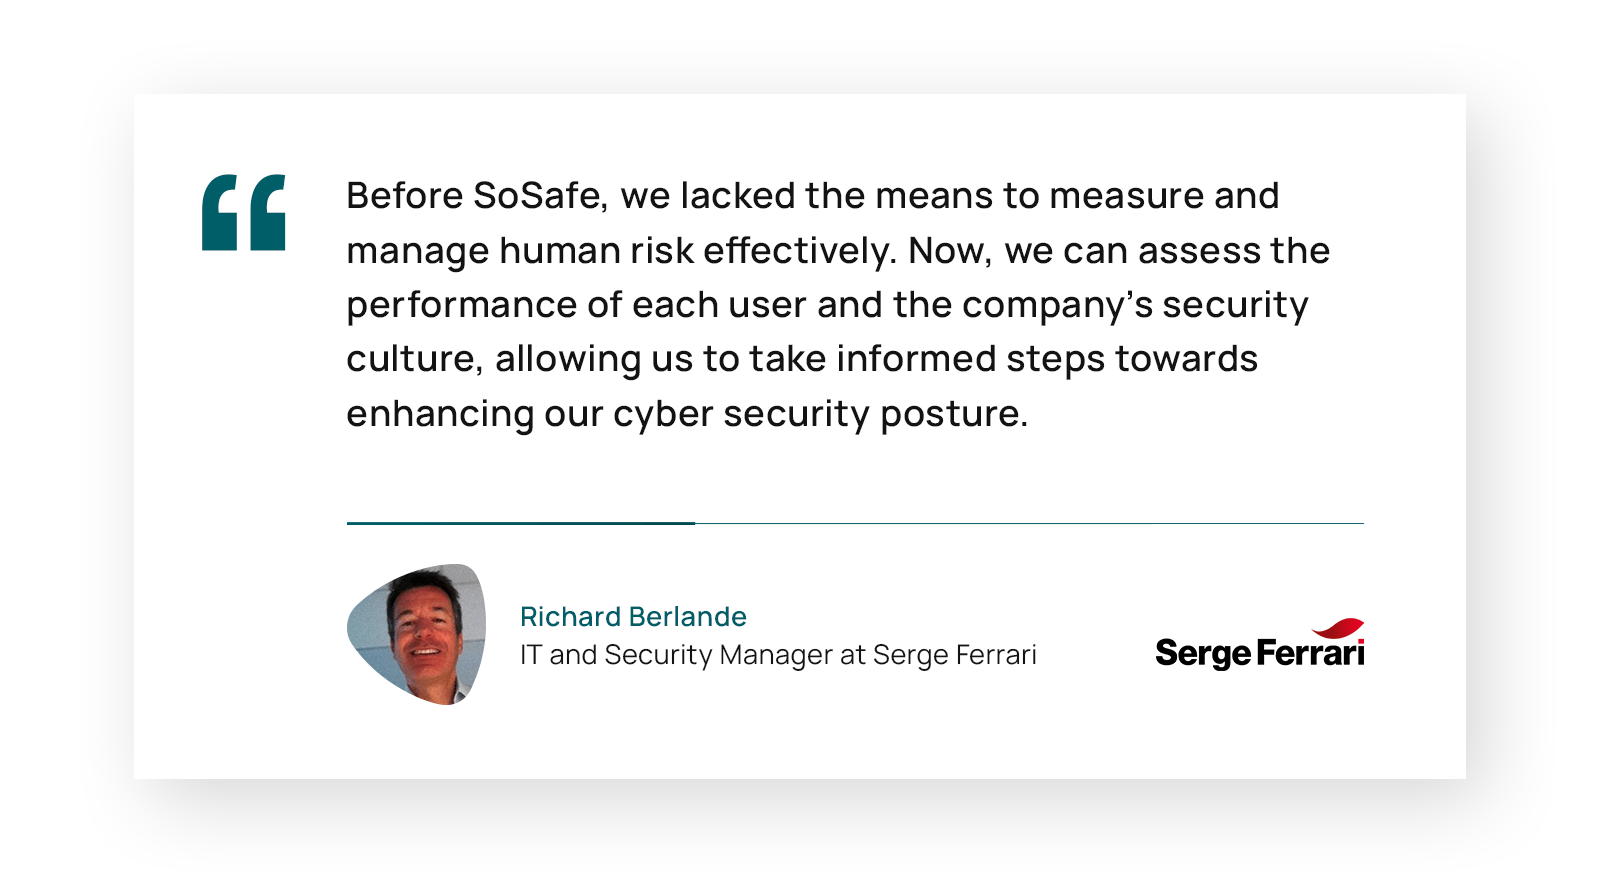 “
Before SoSafe, we lacked the means to measure and
manage human risk effectively. Now, we can assess the
performance of each user and the company’s security
culture, allowing us to take informed steps towards
enhancing our cyber security posture.
Richard Berlande
IT and Security Manager at Serge Ferrari
Serge Ferrari